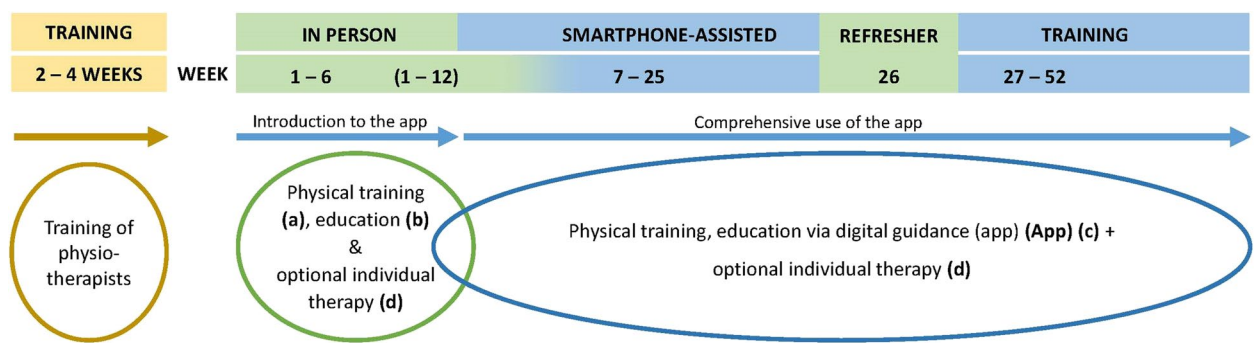 TRAINING
IN PERSON
SMARTPHONE-ASSISTED
REFRESHER
TRAINING
2 – 4 WEEKS
WEEK
1 – 6
(1 – 12)
7 – 25
26
27 – 52
Introduction to the app
Comprehensive use of the app
Training of
physio-
therapists
Physical training
(a), education (b)
&
optional individual
therapy (d)
Physical training, education via digital guidance (app) (App) (c) +
optional individual therapy (d)